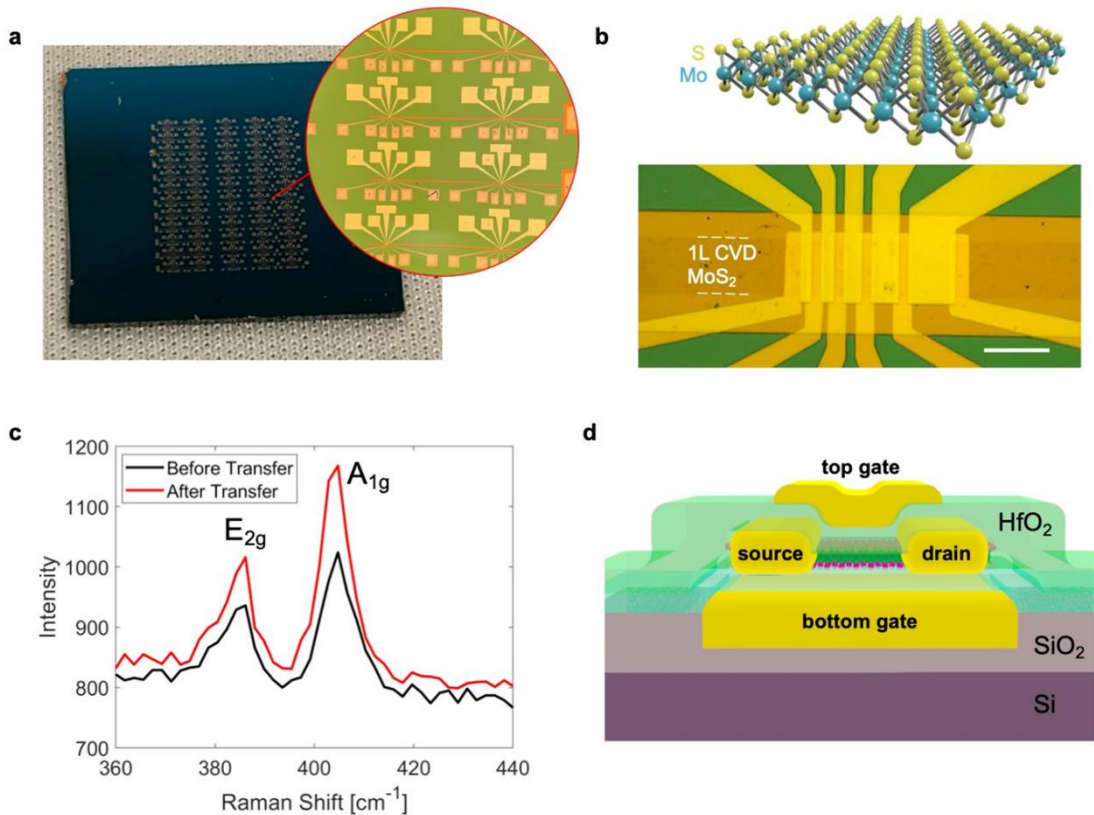 a
b
S
Mo
1L CVD
MoS₂
c
1200
1100
1000
900
800
700
Intensity
Before Transfer
After Transfer
E₂g
A₁g
360
380
400
420
440
Raman Shift [cm⁻¹]
d
top gate
HfO₂
source
drain
bottom gate
SiO₂
Si